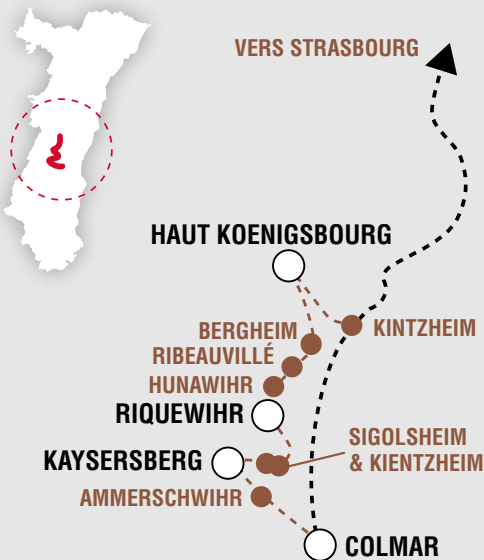 VERS STRASBOURG
HAUT KOENIGSBOURG
BERGHEIM
KINTZHEIM
RIBEAUVILLÉ
HUNAWIHR
RIQUEWIHR
SIGOLSHEIM
& KIENTZHEIM
KAYSERSBERG
AMMERSCHWIHR
COLMAR